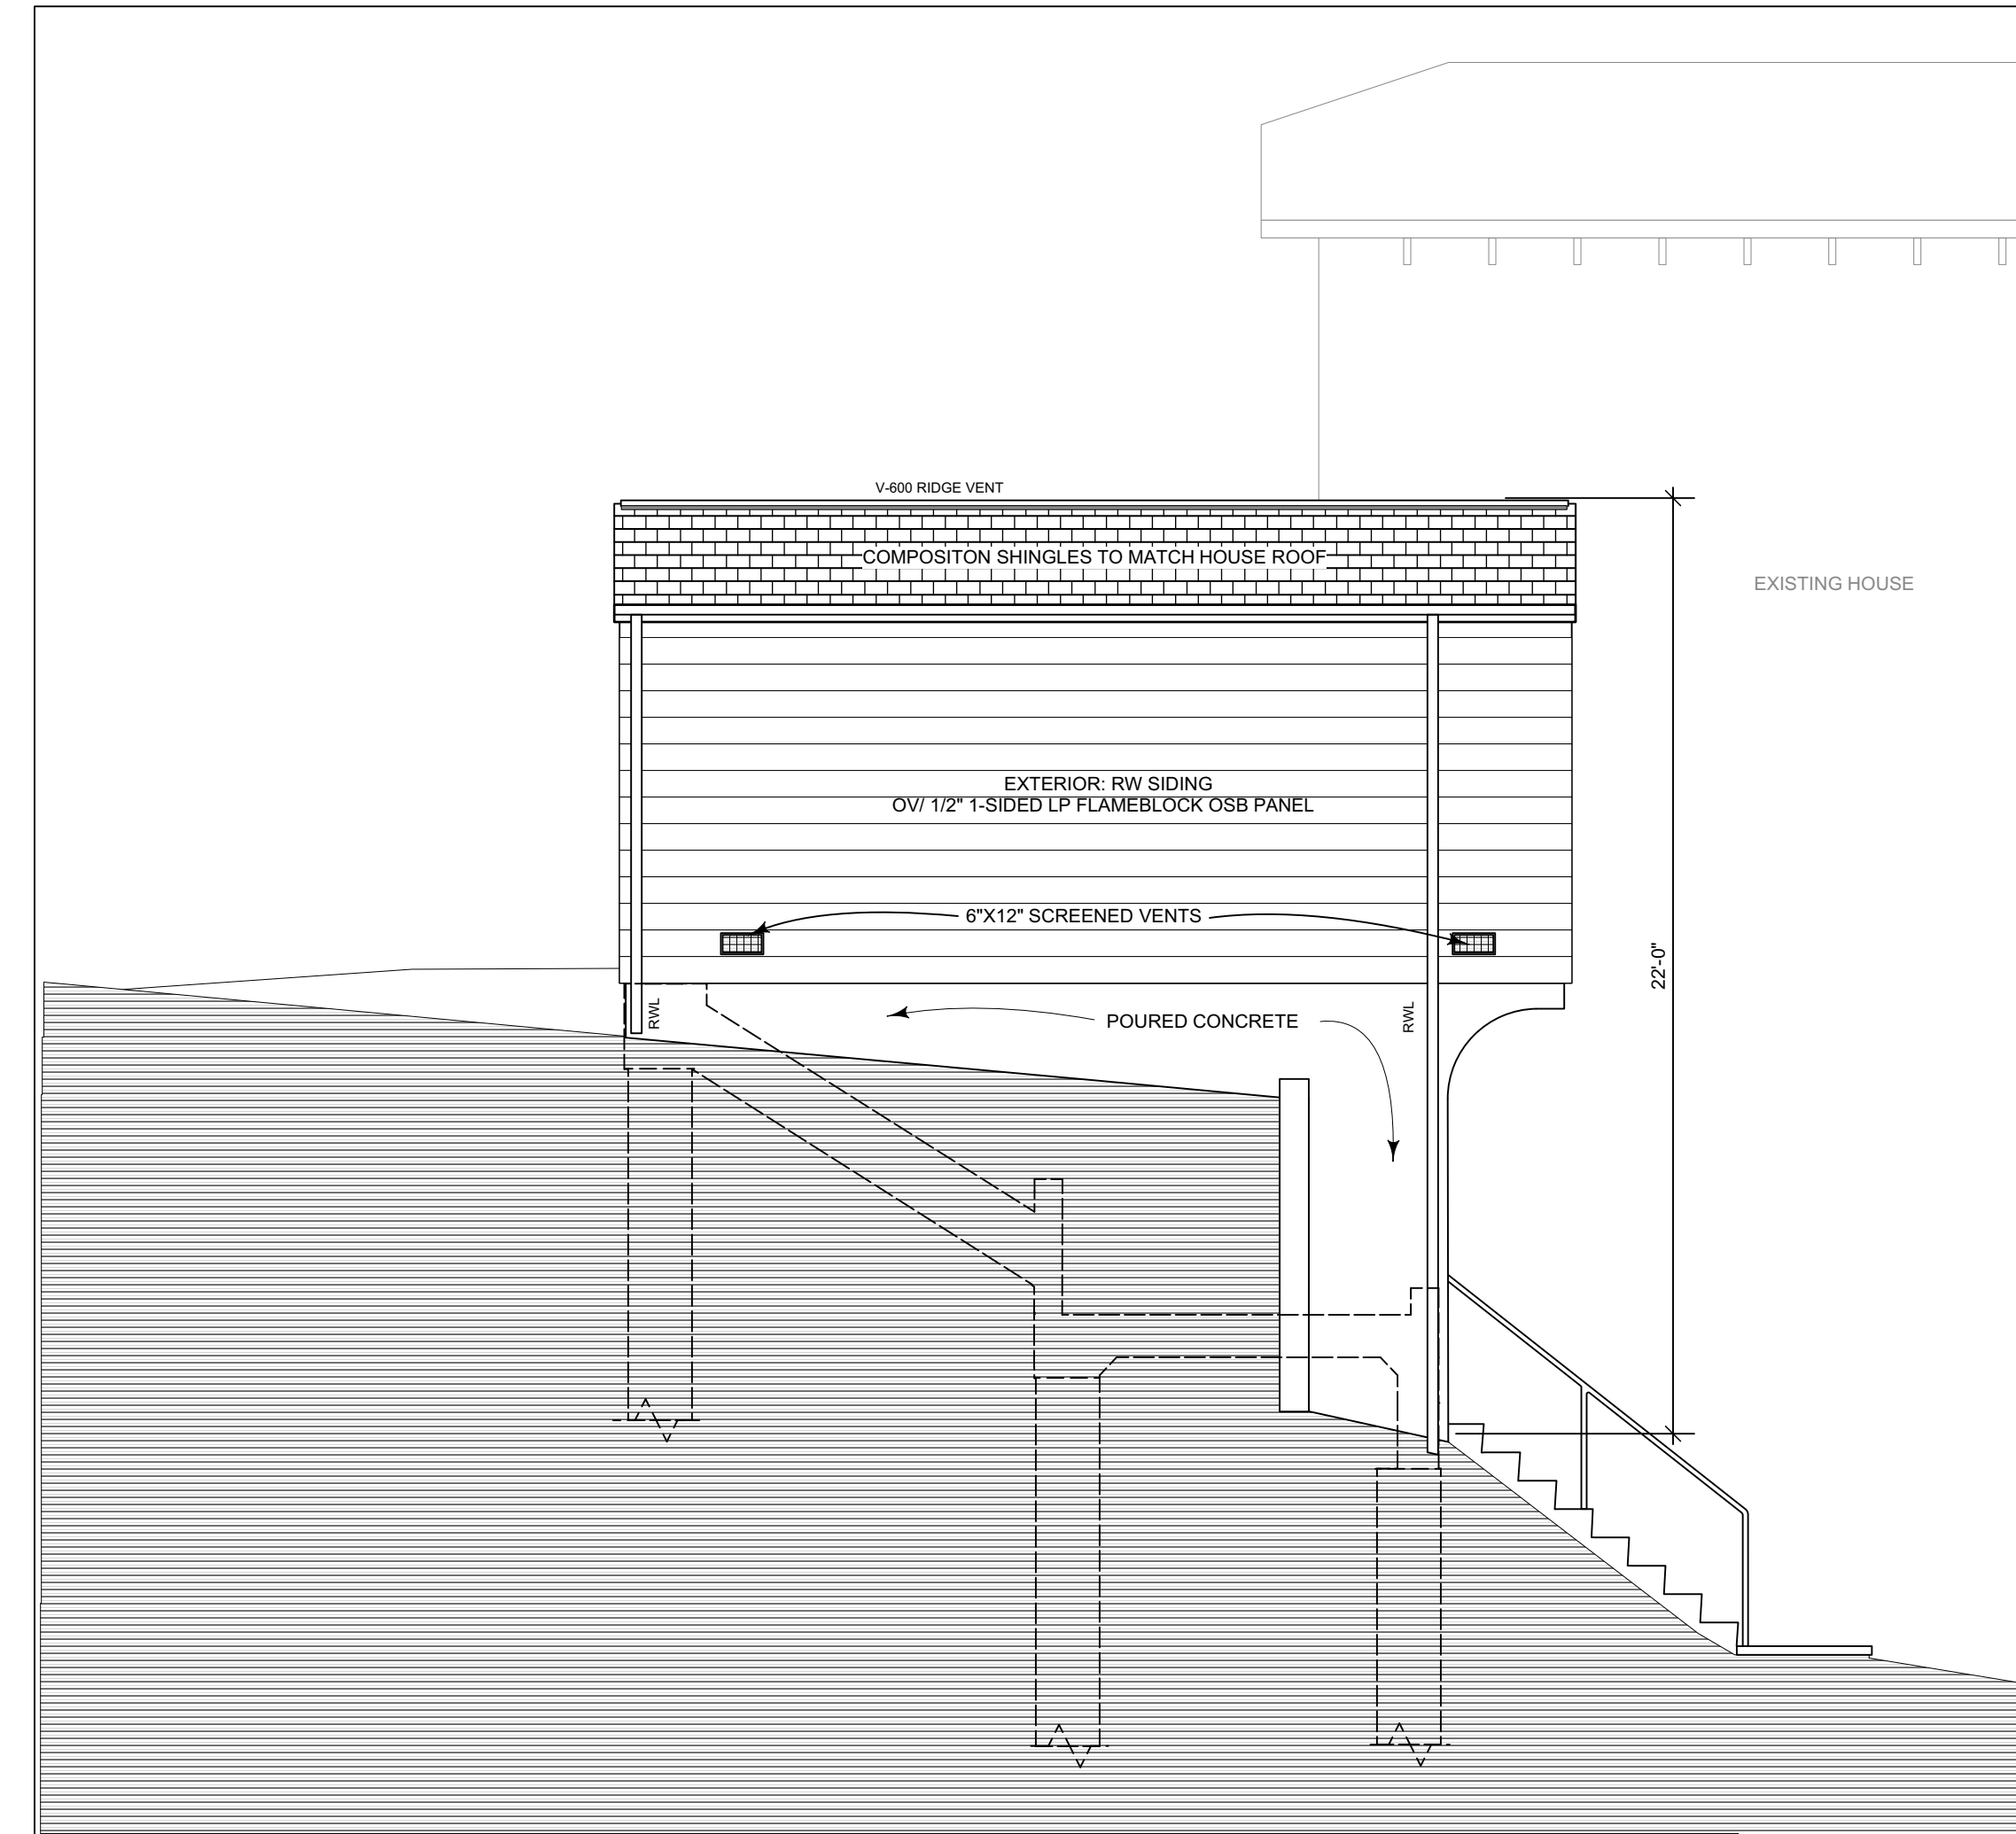 V-600 RIDGE VENT
COMPOSITON SHINGLES TO MATCH HOUSE ROOF
EXISTING HOUSE
EXTERIOR: RW SIDING
OV/ 1/2" 1-SIDED LP FLAMEBLOCK OSB PANEL
6"X12" SCREENED VENTS
22'-0"
RWL
RWL
POURED CONCRETE